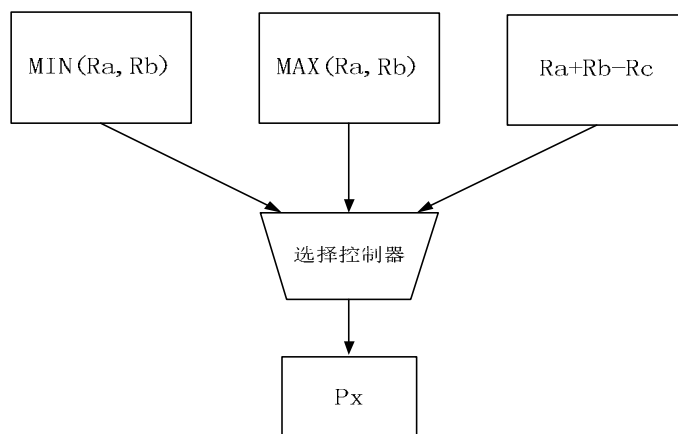 MIN(Ra,Rb)
MAX(Ra,Rb)
Ra+Rb-Rc
选择控制器
Px